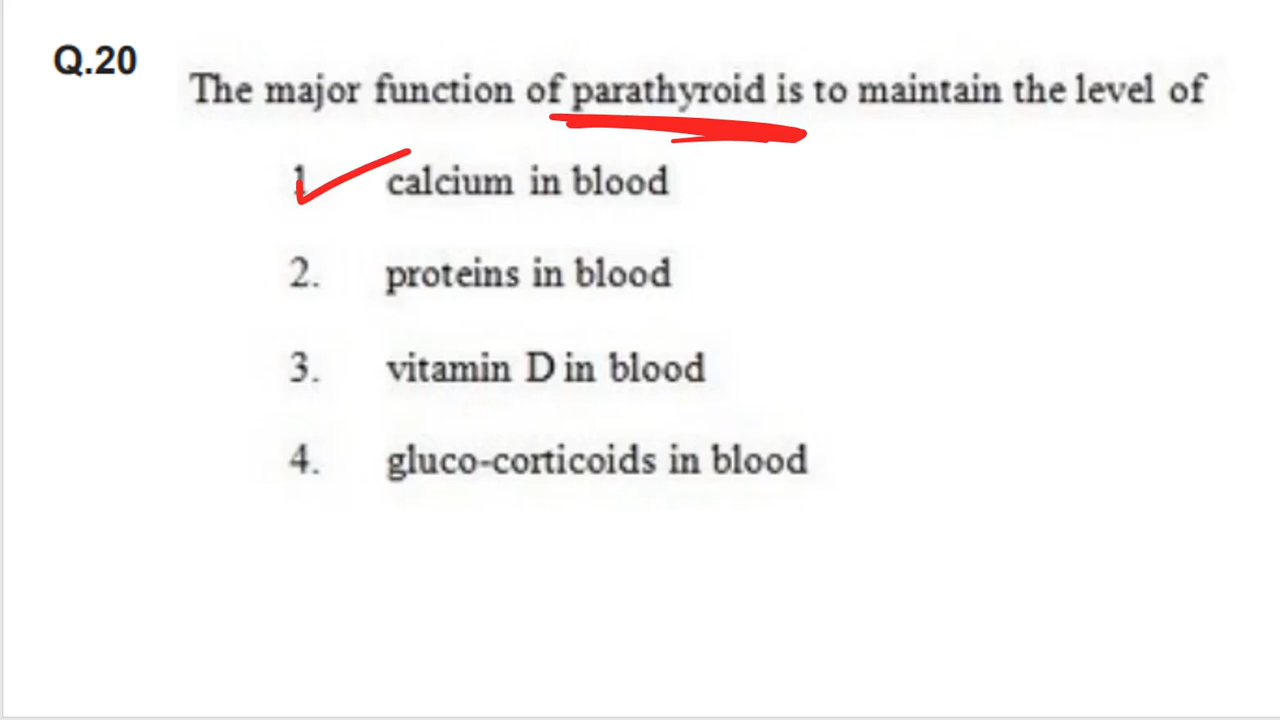 Q.20
The major function of parathyroid is to maintain the level of
1 calcium in blood
2. proteins in blood
3. vitamin D in blood
4. gluco-corticoids in blood